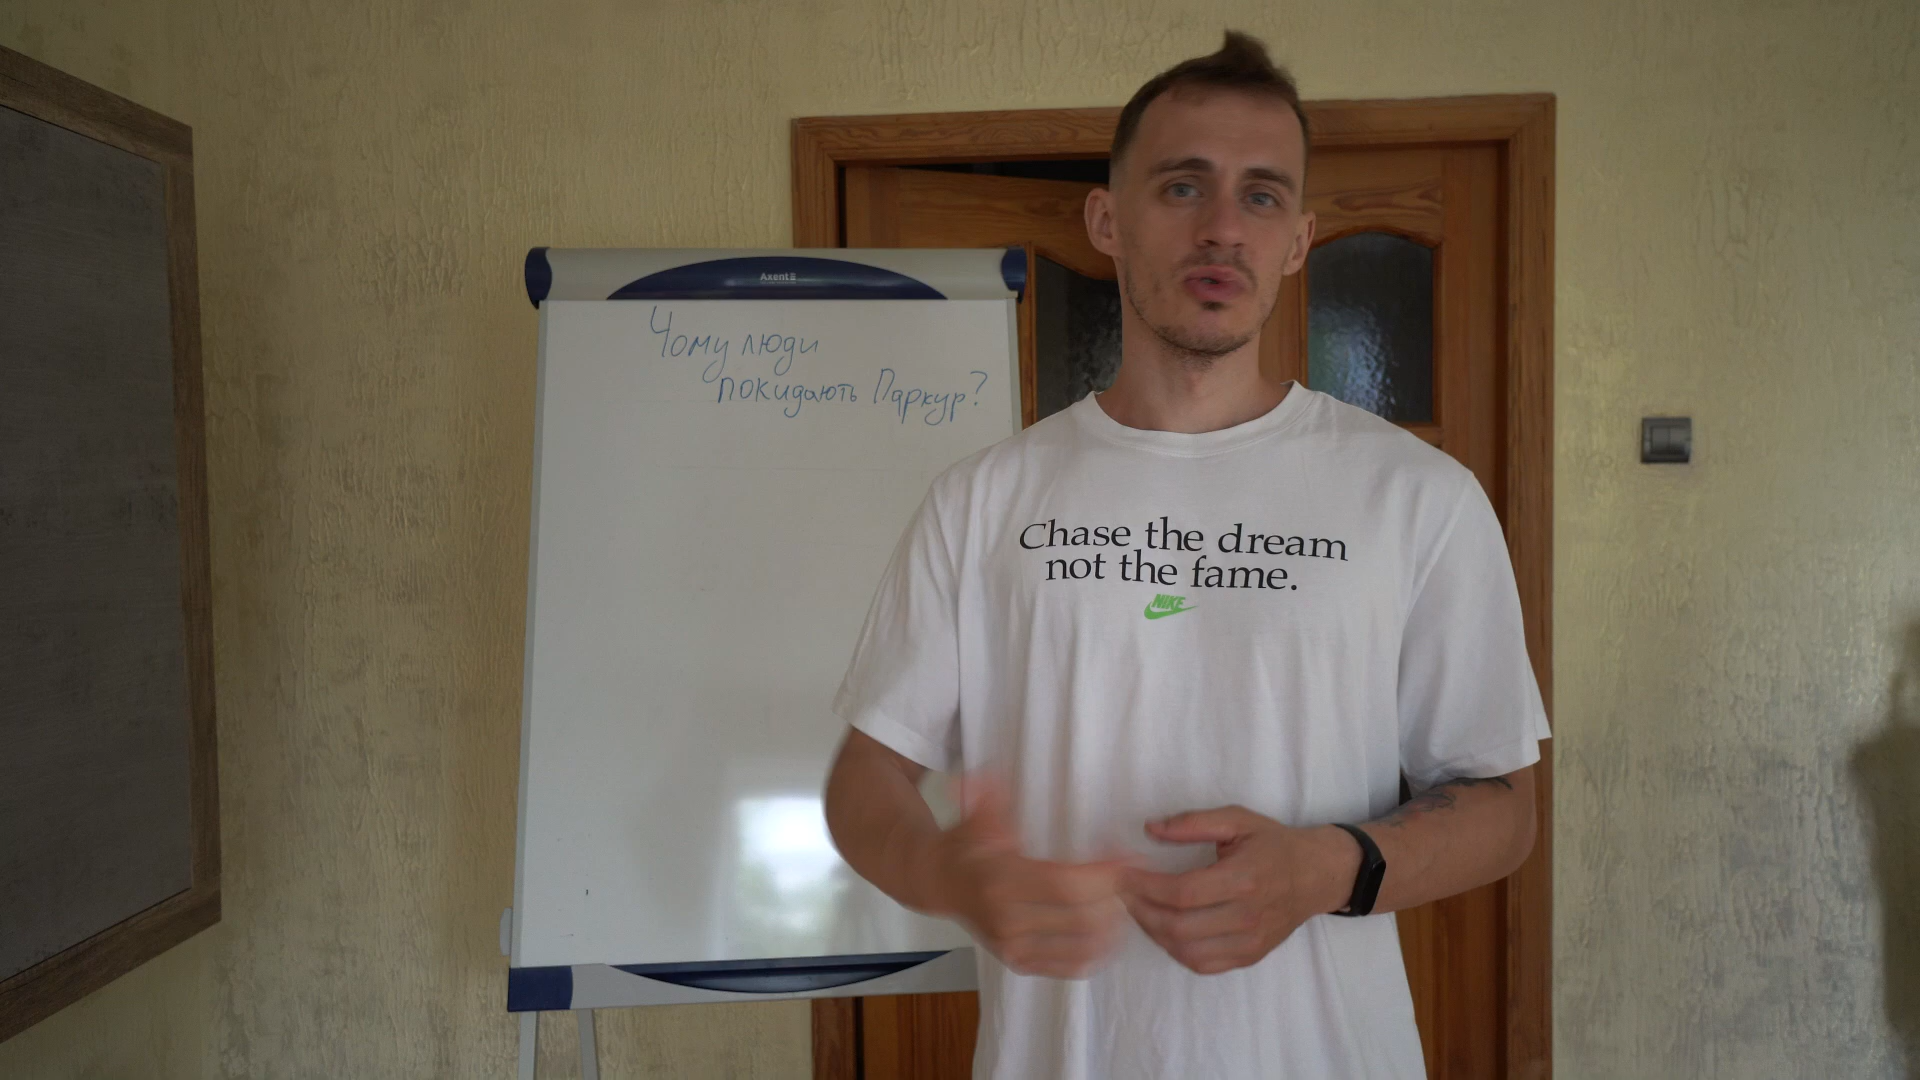 Axent
Чому люди
покидають Паркур?
Chase the dream
not the fame.
NIKE